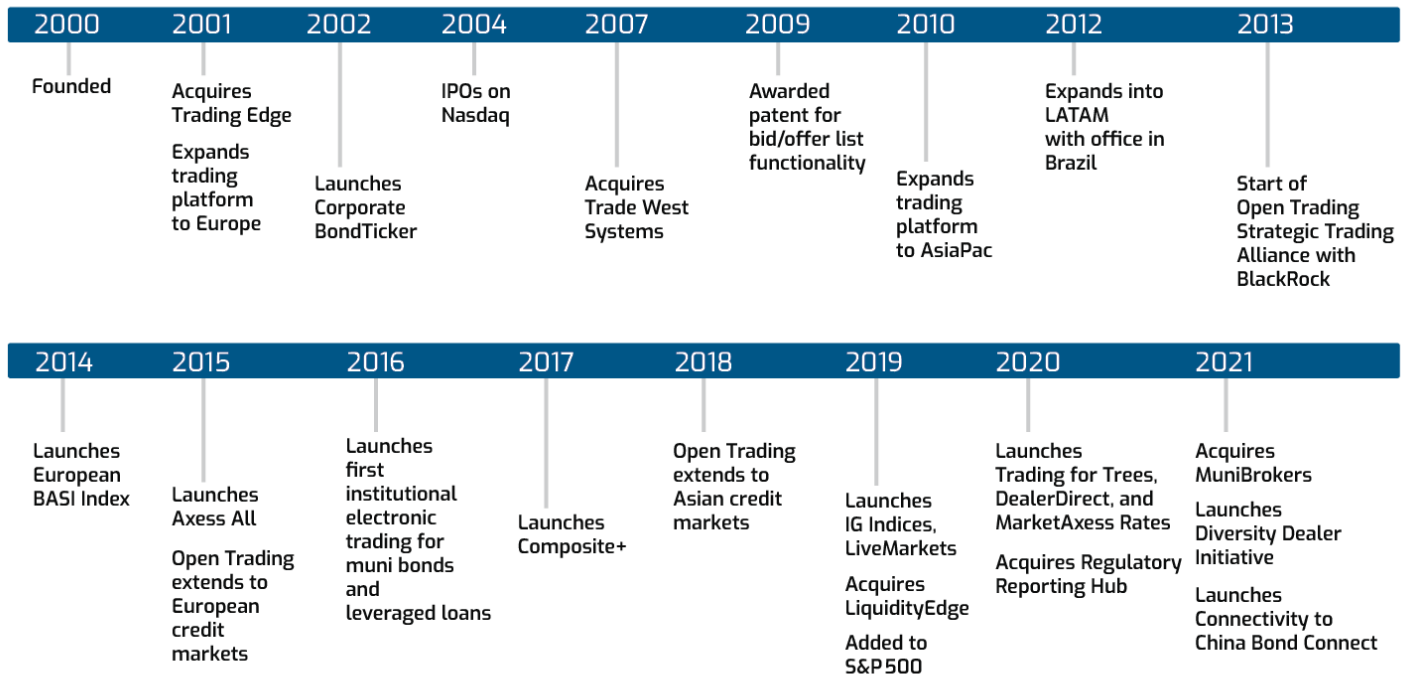 2000 2001 2002 2004 2007 2009 2010 2012 2013
Founded
Acquires
Trading Edge
Expands
trading
platform
to Europe
Launches
Corporate
BondTicker
IPOs on
Nasdaq
Acquires
Trade West
Systems
Awarded
patent for
bid/offer list
functionality
Expands
trading
platform
to AsiaPac
Expands into
LATAM
with office in
Brazil
Start of
Open Trading
Strategic Trading
Alliance with
BlackRock
2014 2015 2016 2017 2018 2019 2020 2021
Launches
European
BASI Index
Launches
Axess All
Open Trading
extends to
European
credit
markets
Launches
first
institutional
electronic
trading for
muni bonds
and
leveraged loans
Launches
Composite+
Open Trading
extends to
Asian credit
markets
Launches
IG Indices,
LiveMarkets
Acquires
LiquidityEdge
Added to
S&P500
Launches
Trading for Trees,
DealerDirect, and
MarketAxess Rates
Acquires Regulatory
Reporting Hub
Acquires
MuniBrokers
Launches
Diversity Dealer
Initiative
Launches
Connectivity to
China Bond Connect